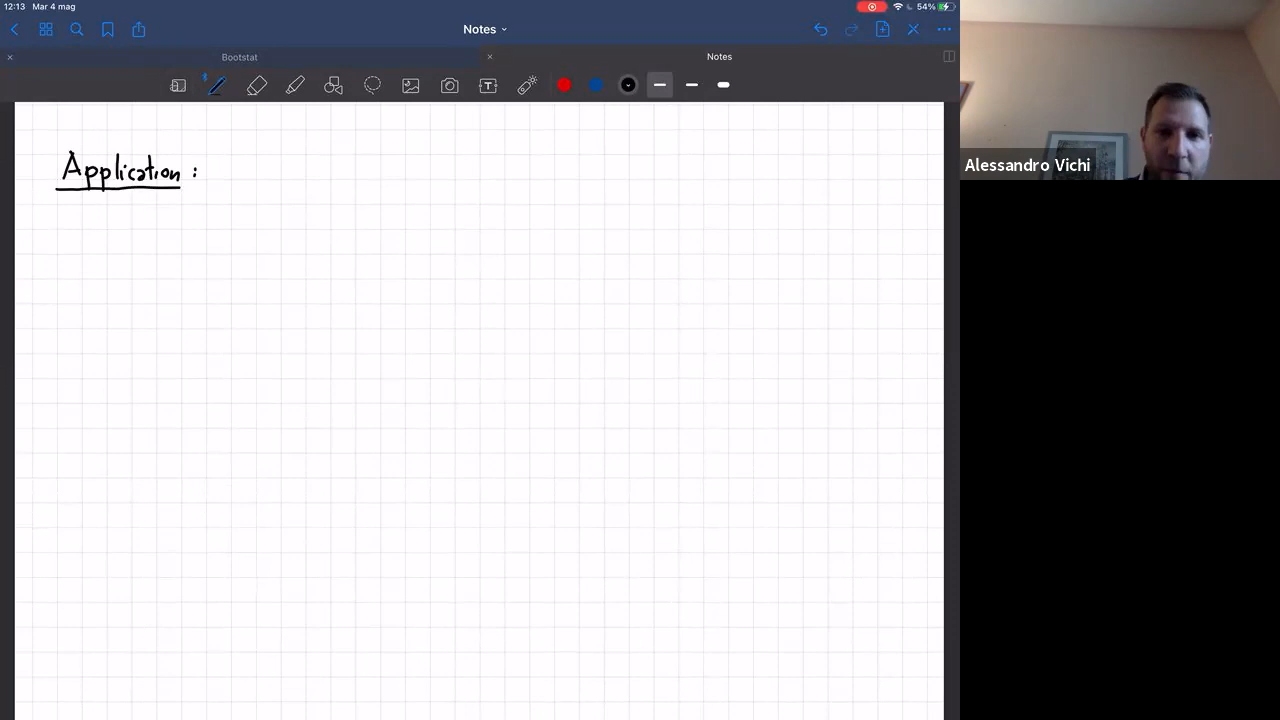 12:13 Mar 4 mag 54%
Notes
Bootstat Notes
T
Application :
Alessandro Vichi